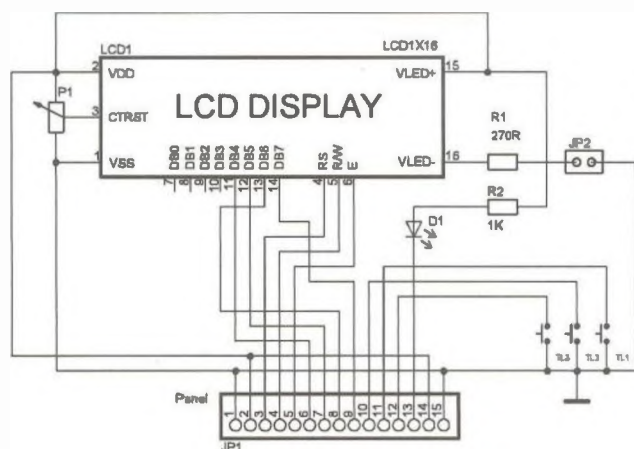 LCD1
LCD1X16
2
VDD
VLED+
15
P1
3
CTRST
LCD DISPLAY
R1
270R
JP2
1
VSS
DB0
DB1
DB2
DB3
DB4
DB5
DB6
DB7
RS
R/W
E
VLED-
16
7
8
9
10
11
12
13
14
4
5
6
R2
1K
D1
TL3
TL1
Panel
1
2
3
4
5
6
7
8
9
10
11
12
13
14
15
JP1